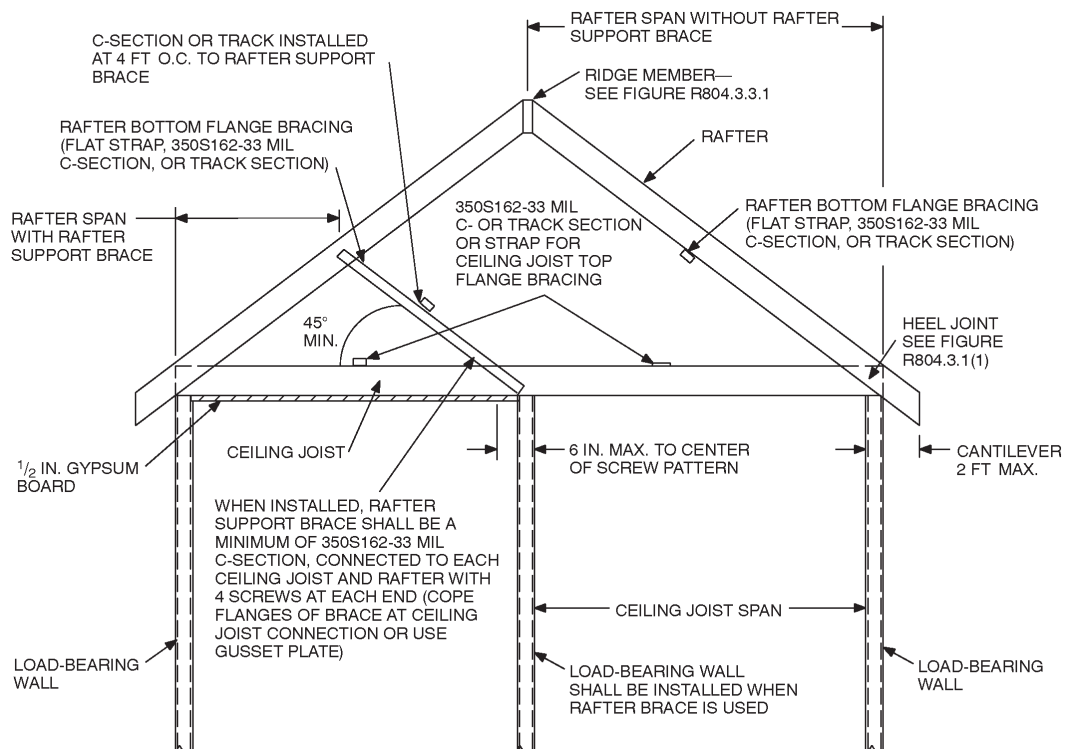 RAFTER SPAN WITHOUT RAFTER
SUPPORT BRACE
C-SECTION OR TRACK INSTALLED
AT 4 FT O.C. TO RAFTER SUPPORT
BRACE
RIDGE MEMBER—
SEE FIGURE R804.3.3.1
RAFTER BOTTOM FLANGE BRACING
(FLAT STRAP, 350S162-33 MIL
C-SECTION, OR TRACK SECTION)
RAFTER
RAFTER SPAN
WITH RAFTER
SUPPORT BRACE
350S162-33 MIL
C- OR TRACK SECTION
OR STRAP FOR
CEILING JOIST TOP
FLANGE BRACING
RAFTER BOTTOM FLANGE BRACING
(FLAT STRAP, 350S162-33 MIL
C-SECTION, OR TRACK SECTION)
45°
MIN.
HEEL JOINT
SEE FIGURE
R804.3.1(1)
1/2 IN. GYPSUM
BOARD
CEILING JOIST
6 IN. MAX. TO CENTER
OF SCREW PATTERN
CANTILEVER
2 FT MAX.
WHEN INSTALLED, RAFTER
SUPPORT BRACE SHALL BE A
MINIMUM OF 350S162-33 MIL
C-SECTION, CONNECTED TO EACH
CEILING JOIST AND RAFTER WITH
4 SCREWS AT EACH END (COPE
FLANGES OF BRACE AT CEILING
JOIST CONNECTION OR USE
GUSSET PLATE)
CEILING JOIST SPAN
LOAD-BEARING
WALL
LOAD-BEARING WALL
SHALL BE INSTALLED WHEN
RAFTER BRACE IS USED
LOAD-BEARING
WALL